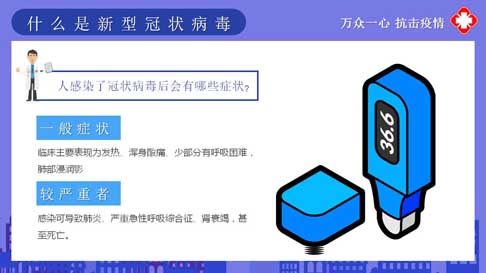 什么是新型冠状病毒
万众一心 抗击疫情
人感染了冠状病毒后会有哪些症状?
一般症状
临床主要表现为发热、浑身酸痛、少部分有呼吸困难，
肺部浸润影
较严重者
感染可导致肺炎、严重急性呼吸综合征、肾衰竭，甚
至死亡。
36.6